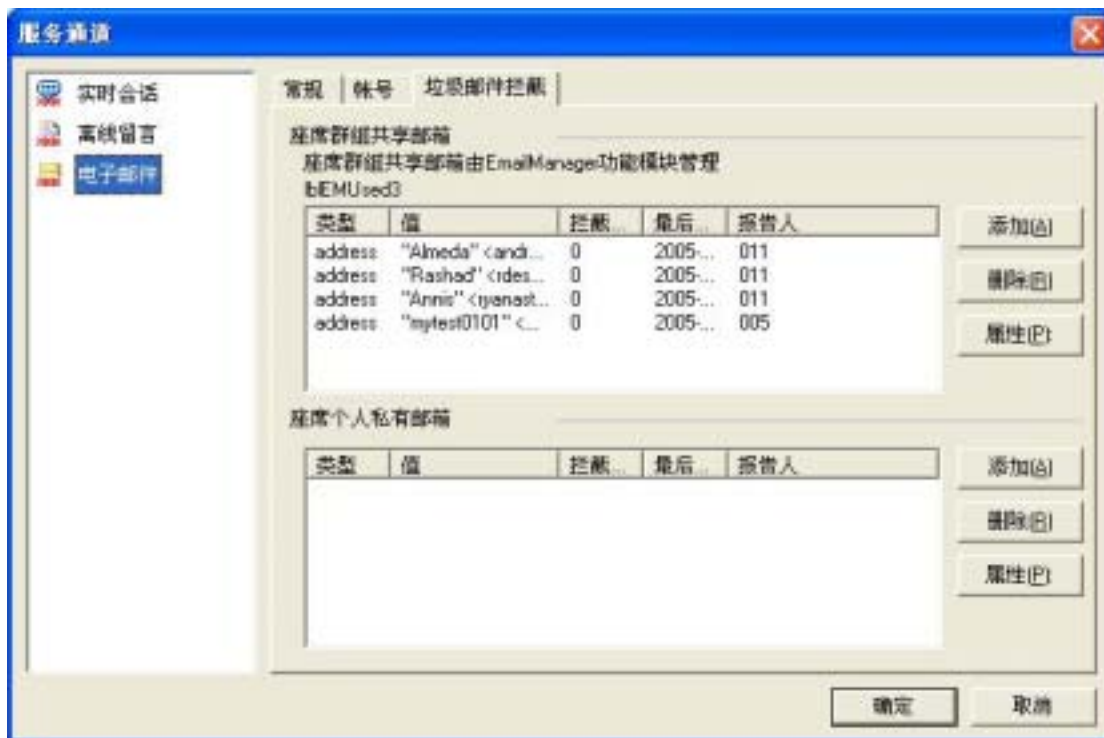 服务通道
实时会话
离线留言
电子邮件
常规 帐号 垃圾邮件拦截
座席群组共享邮箱
座席群组共享邮箱由EmailManager功能模块管理
lblEMUsed3
类型 值 拦截... 最后... 报告人
address "Almeda" <andi... 0 2005-... 011
address "Rashad" <rdes... 0 2005-... 011
address "Annis" <ryanast... 0 2005-... 011
address "mytest0101" <... 0 2005-... 005
添加(A)
删除(R)
属性(P)
座席个人私有邮箱
类型 值 拦截... 最后... 报告人
添加(A)
删除(R)
属性(P)
确定 取消